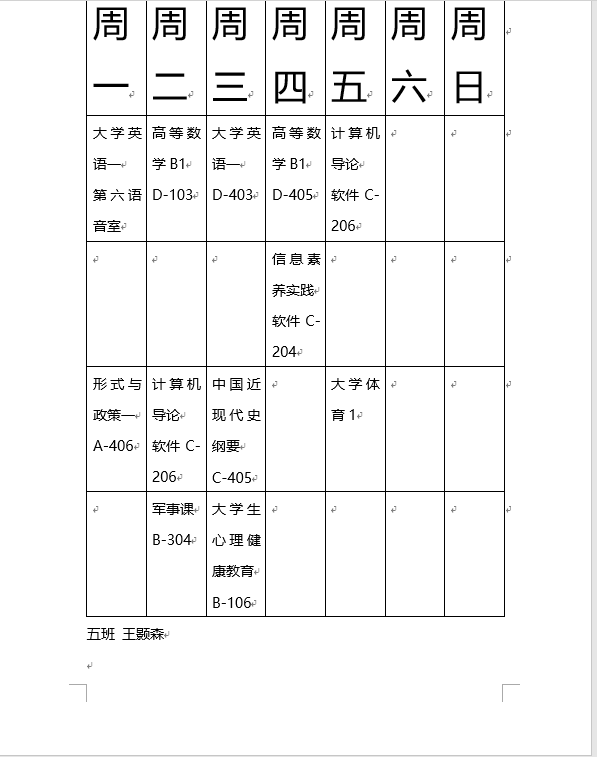 周一 周二 周三 周四 周五 周六 周日
大学英 高等数 大学英 高等数 计算机
语一 学B1 语一 学B1 导论
第六语 D-103 D-403 D-405 软件 C-
音室 206
信息素
养实践
软件 C-
204
形式与 计算机 中国近 大学体
政策一 导论 现代史 育1
A-406 软件 C- 纲要
206 C-405
军事课 大学生
B-304 心理健
康教育
B-106
五班 王颢森